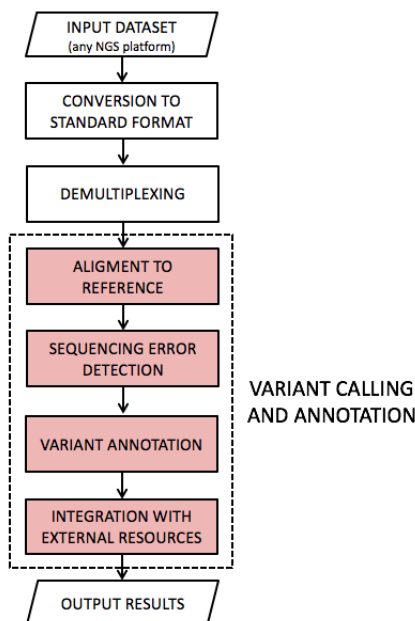 INPUT DATASET
(any NGS platform)
CONVERSION TO
STANDARD FORMAT
DEMULTIPLEXING
ALIGMENT TO
REFERENCE
SEQUENCING ERROR
DETECTION
VARIANT ANNOTATION
INTEGRATION WITH
EXTERNAL RESOURCES
VARIANT CALLING
AND ANNOTATION
OUTPUT RESULTS